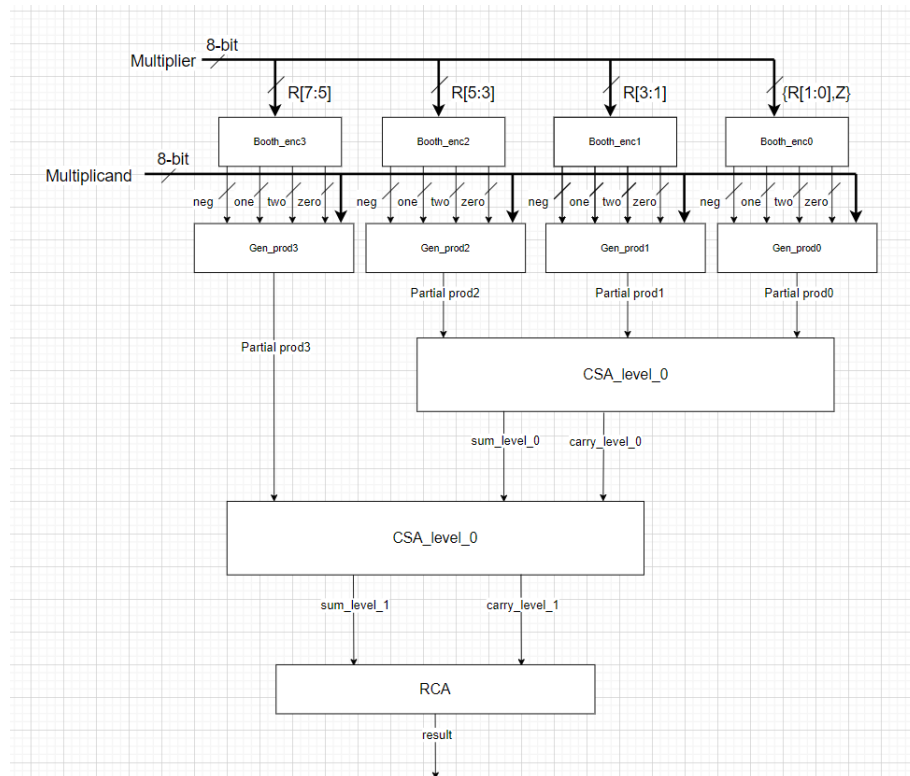 8-bit
Multiplier
R[7:5] R[5:3] R[3:1] {R[1:0],Z}
Booth_enc3 Booth_enc2 Booth_enc1 Booth_enc0
8-bit
Multiplicand
neg one two zero neg one two zero neg one two zero neg one two zero
Gen_prod3 Gen_prod2 Gen_prod1 Gen_prod0
Partial prod2 Partial prod1 Partial prod0
Partial prod3
CSA_level_0
sum_level_0 carry_level_0
CSA_level_0
sum_level_1 carry_level_1
RCA
result